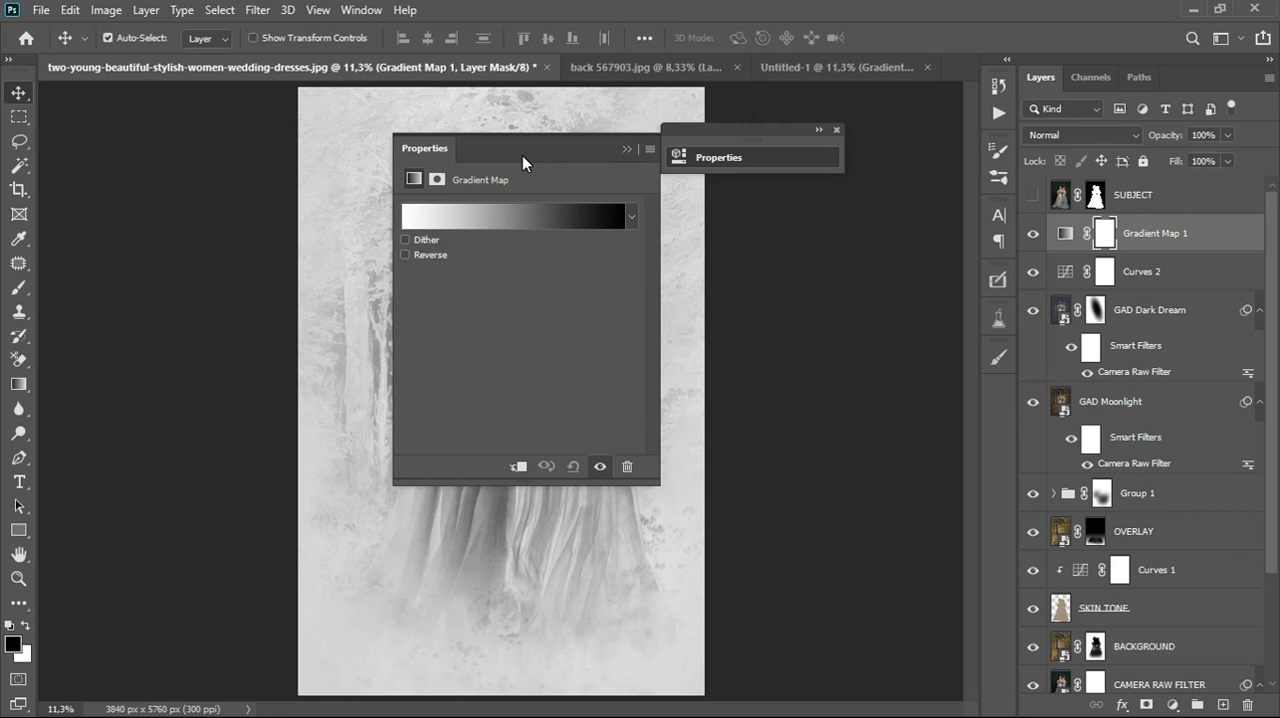 Ps File Edit Image Layer Type Select Filter 3D View Window Help
Auto-Select: Layer Show Transform Controls 3D Mode:
two-young-beautiful-stylish-women-wedding-dresses.jpg @ 11,3% (Gradient Map 1, Layer Mask/8) * back 567903.jpg @ 8,33% (La... Untitled-1 @ 11,3% (Gradient...
Properties
Gradient Map
Dither
Reverse
Properties
Layers Channels Paths
Kind
Normal Opacity: 100%
Lock: Fill: 100%
SUBJECT
Gradient Map 1
Curves 2
GAD Dark Dream
Smart Filters
Camera Raw Filter
GAD Moonlight
Smart Filters
Camera Raw Filter
Group 1
OVERLAY
Curves 1
SKIN TONE
BACKGROUND
CAMERA RAW FILTER
fx
11,3% 3840 px x 5760 px (300 ppi)